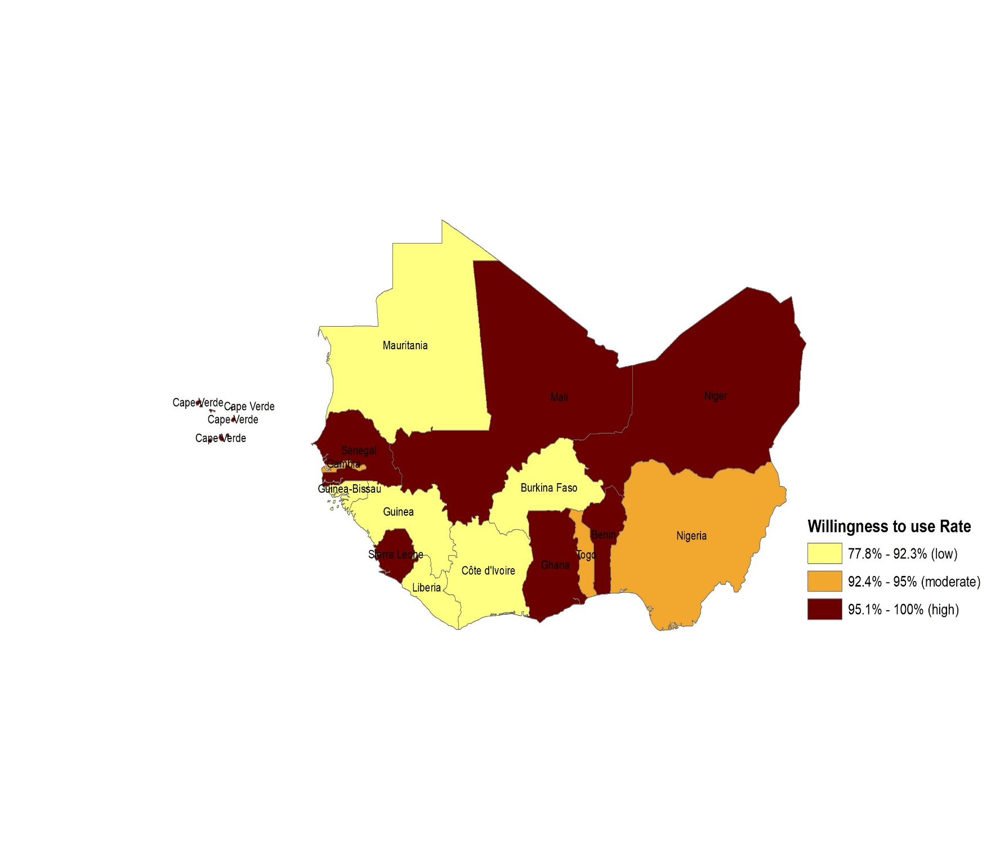 Mauritania
Mali
Niger
Cape Verde
Cape Verde
Cape Verde
Cape Verde
Senegal
Gambia
Guinea-Bissau
Burkina Faso
Guinea
Benin
Nigeria
Sierra Leone
Togo
Ghana
Côte d'Ivoire
Liberia
Willingness to use Rate
77.8% - 92.3% (low)
92.4% - 95% (moderate)
95.1% - 100% (high)